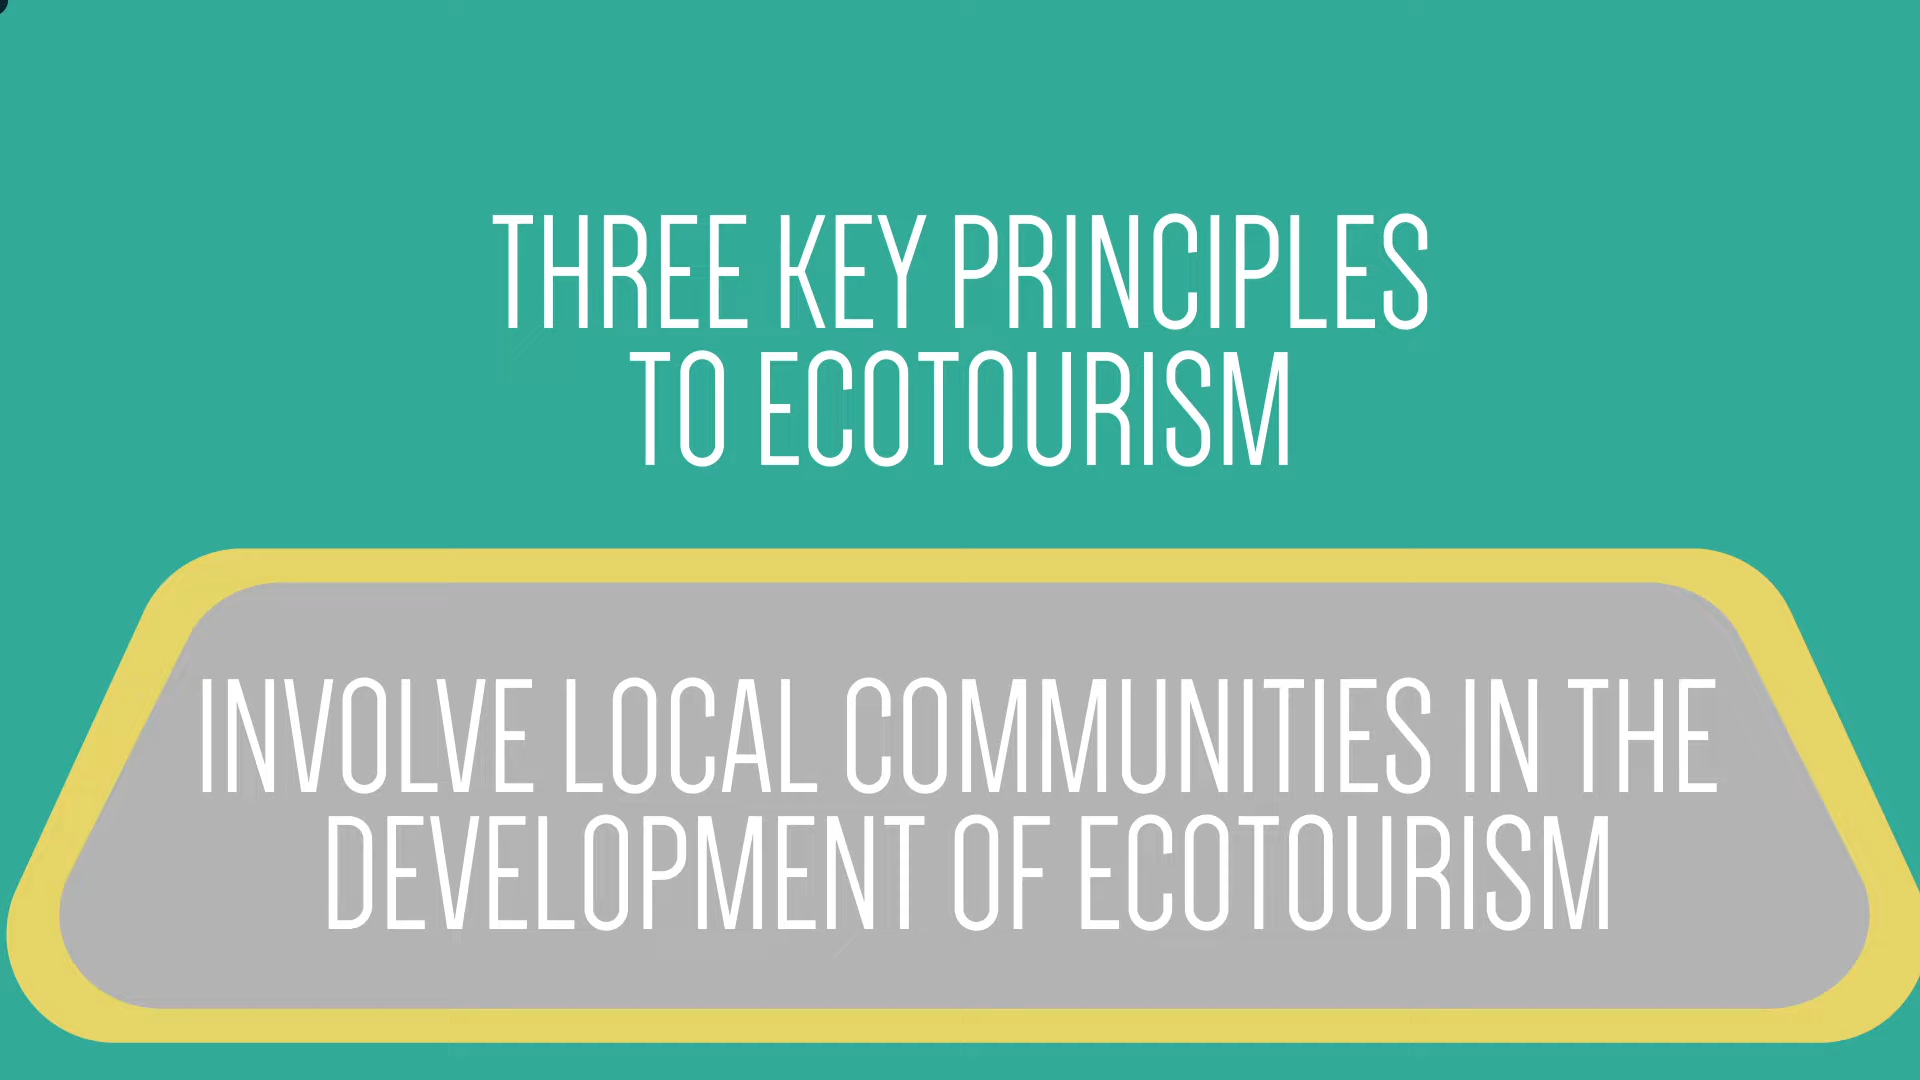 THREE KEY PRINCIPLES
TO ECOTOURISM
INVOLVE LOCAL COMMUNITIES IN THE
DEVELOPMENT OF ECOTOURISM